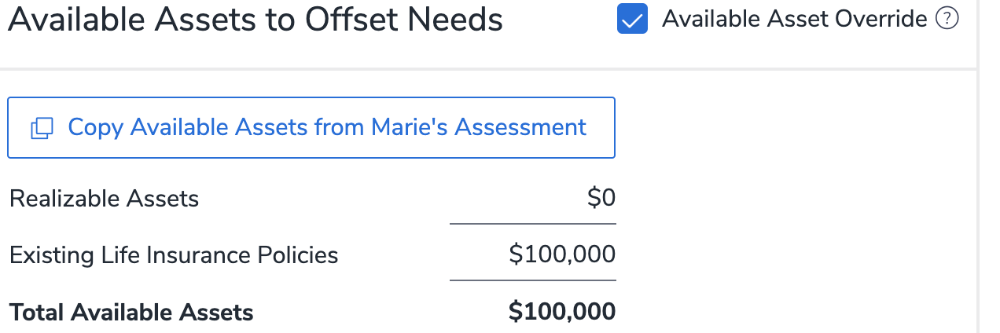 Available Assets to Offset Needs
Available Asset Override ?
Copy Available Assets from Marie's Assessment
Realizable Assets $0
Existing Life Insurance Policies $100,000
Total Available Assets $100,000